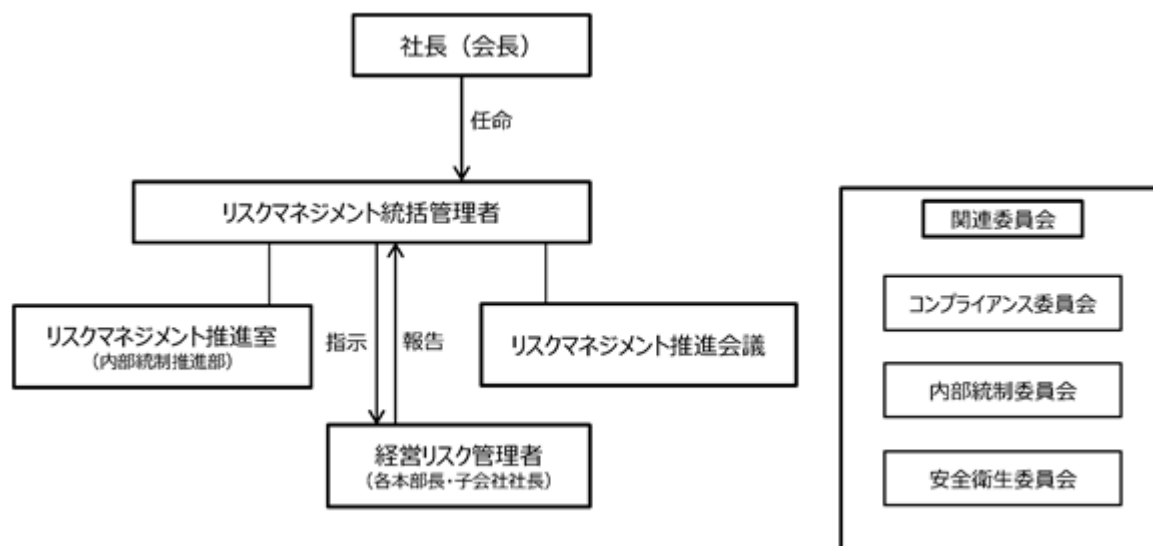 社長（会長）
任命
リスクマネジメント統括管理者
リスクマネジメント推進室
（内部統制推進部）
指示
報告
リスクマネジメント推進会議
経営リスク管理者
（各本部長・子会社社長）
関連委員会
コンプライアンス委員会
内部統制委員会
安全衛生委員会